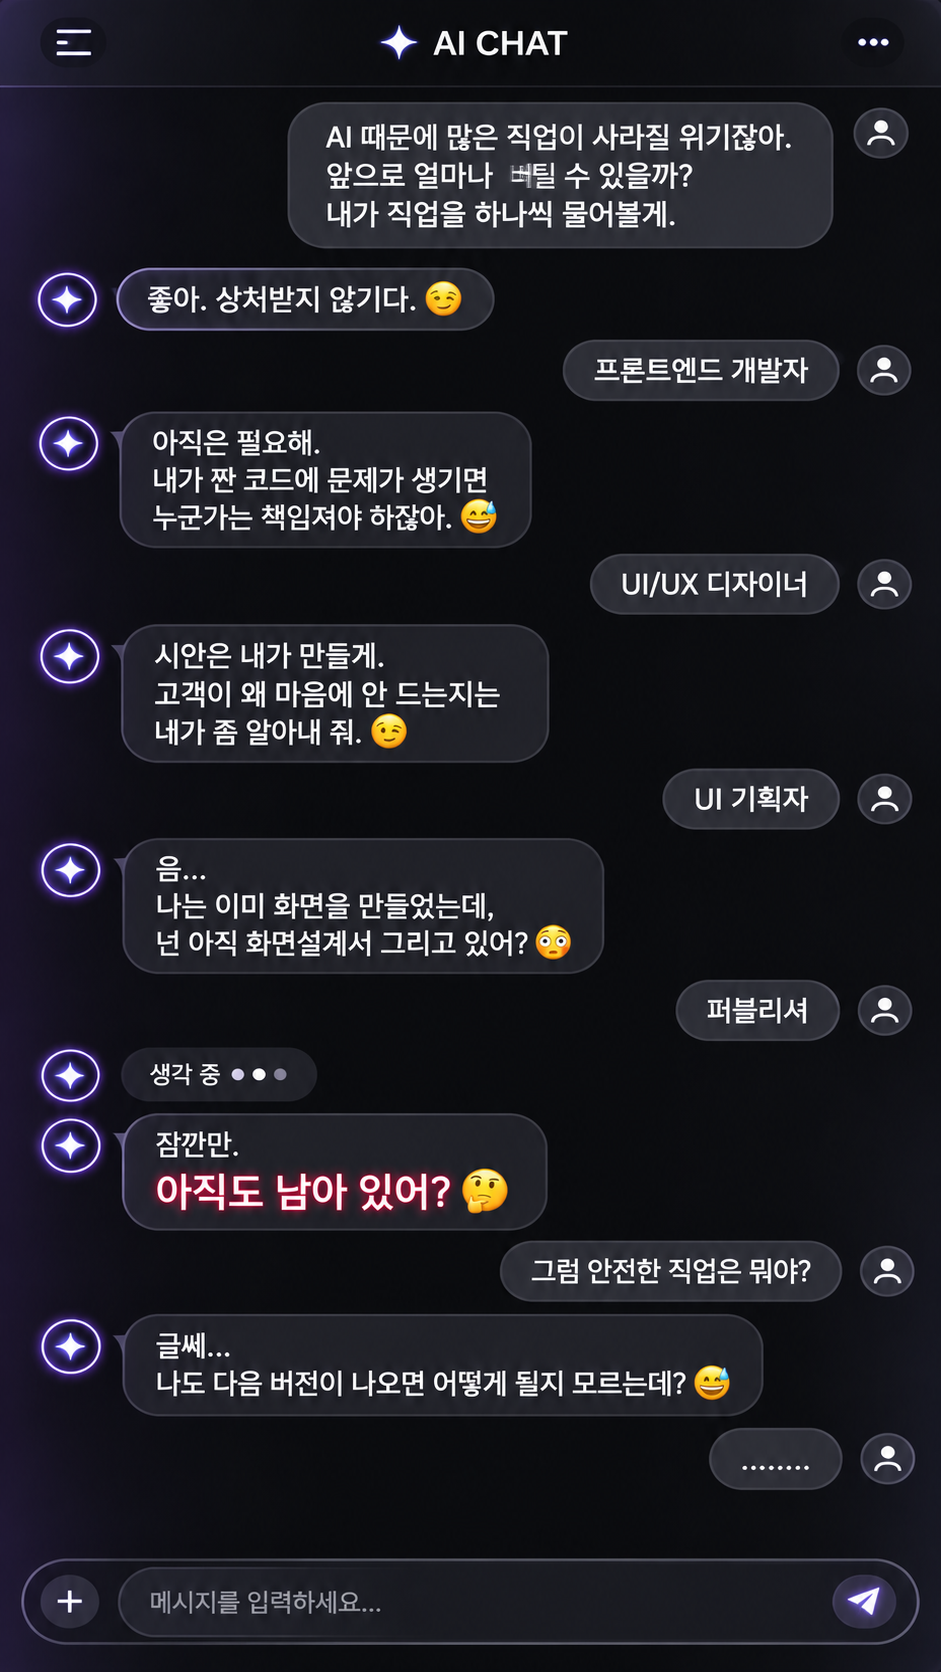 AI CHAT
AI 때문에 많은 직업이 사라질 위기잖아.
앞으로 얼마나 수 있을까?
내가 직업을 하나씩 물어볼게.
좋아. 상처받지 않기다. 😉
프론트엔드 개발자
아직은 필요해.
내가 짠 코드에 문제가 생기면
누군가는 책임져야 하잖아. 😅
UI/UX 디자이너
시안은 내가 만들게.
고객이 왜 마음에 안 드는지는
네가 좀 알아내 줘. 😉
UI 기획자
음...
나는 이미 화면을 만들었는데,
넌 아직 화면설계서 그리고 있어? 😳
퍼블리셔
생각 중
잠깐만.
아직도 남아 있어? 🤔
그럼 안전한 직업은 뭐야?
글쎄...
나도 다음 버전이 나오면 어떻게 될지 모르는데? 😅
........
메시지를 입력하세요...